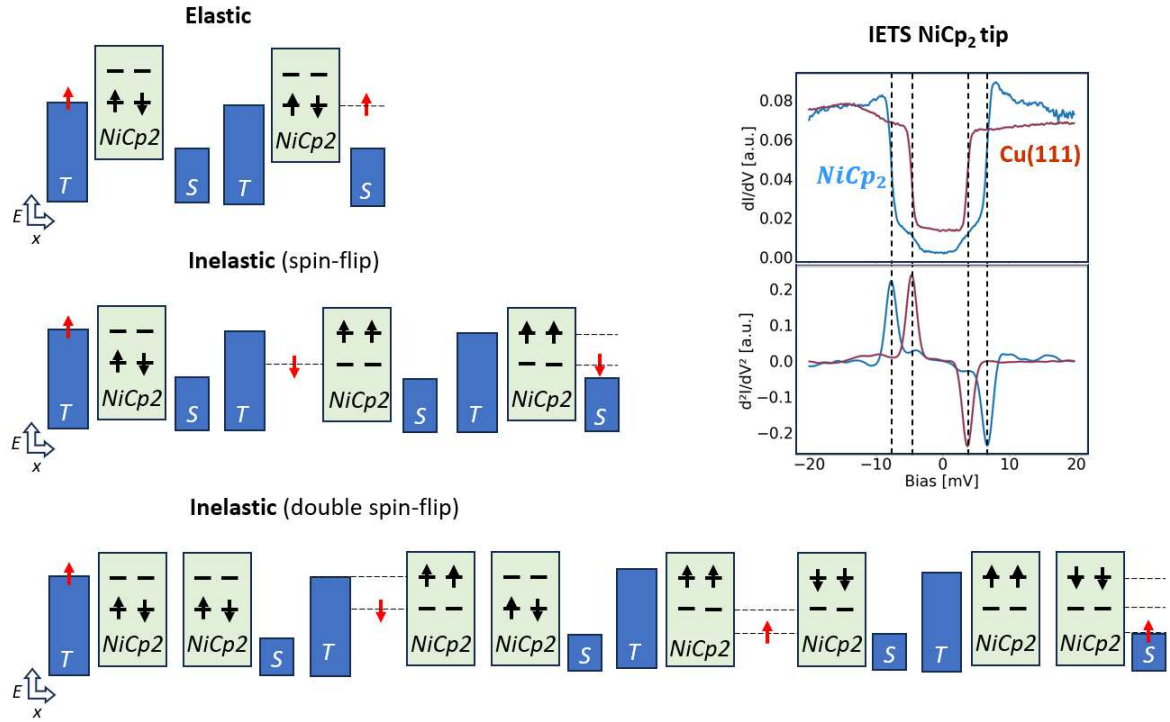 Elastic
NiCp2
NiCp2
T
S
T
S
E
x
Inelastic (spin-flip)
NiCp2
NiCp2
NiCp2
T
S
T
S
T
S
E
x
Inelastic (double spin-flip)
NiCp2
NiCp2
NiCp2
NiCp2
NiCp2
NiCp2
NiCp2
NiCp2
T
S
T
S
T
S
T
S
E
x
IETS NiCp₂ tip
dI/dV [a.u.]
0.08
0.06
0.04
0.02
0.00
NiCp₂
Cu(111)
d²I/dV² [a.u.]
0.2
0.1
0.0
−0.1
−0.2
−20
−10
0
10
20
Bias [mV]